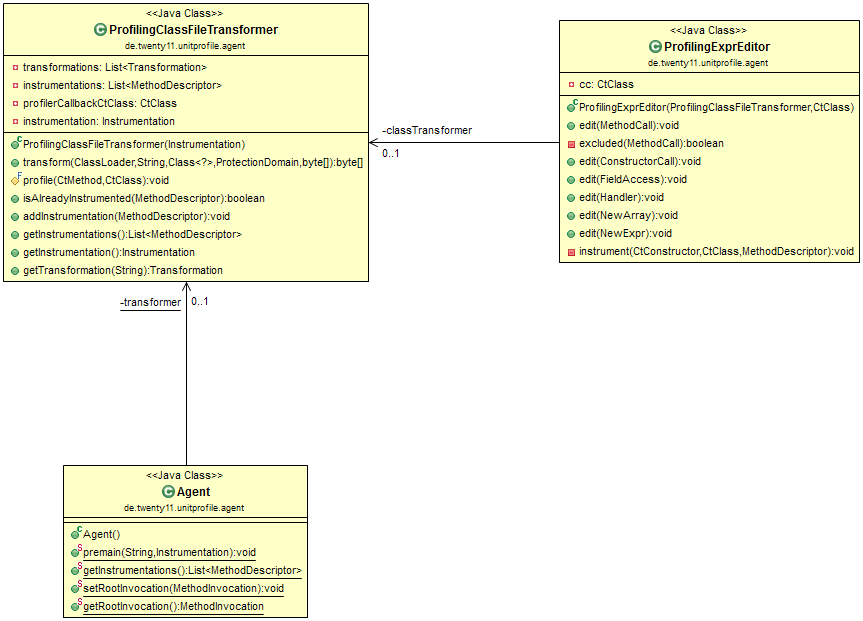 <<Java Class>>
ProfilingClassFileTransformer
de.twenty11.unitprofile.agent
transformations: List<Transformation>
instrumentations: List<MethodDescriptor>
profilerCallbackCtClass: CtClass
instrumentation: Instrumentation
ProfilingClassFileTransformer(Instrumentation)
transform(ClassLoader,String,Class<?>,ProtectionDomain,byte[]):byte[]
profile(CtMethod,CtClass):void
isAlreadyInstrumented(MethodDescriptor):boolean
addInstrumentation(MethodDescriptor):void
getInstrumentations():List<MethodDescriptor>
getInstrumentation():Instrumentation
getTransformation(String):Transformation
-classTransformer
0..1
<<Java Class>>
ProfilingExprEditor
de.twenty11.unitprofile.agent
cc: CtClass
ProfilingExprEditor(ProfilingClassFileTransformer,CtClass)
edit(MethodCall):void
excluded(MethodCall):boolean
edit(ConstructorCall):void
edit(FieldAccess):void
edit(Handler):void
edit(NewArray):void
edit(NewExpr):void
instrument(CtConstructor,CtClass,MethodDescriptor):void
-transformer
0..1
<<Java Class>>
Agent
de.twenty11.unitprofile.agent
Agent()
premain(String,Instrumentation):void
getInstrumentations():List<MethodDescriptor>
setRootInvocation(MethodInvocation):void
getRootInvocation():MethodInvocation